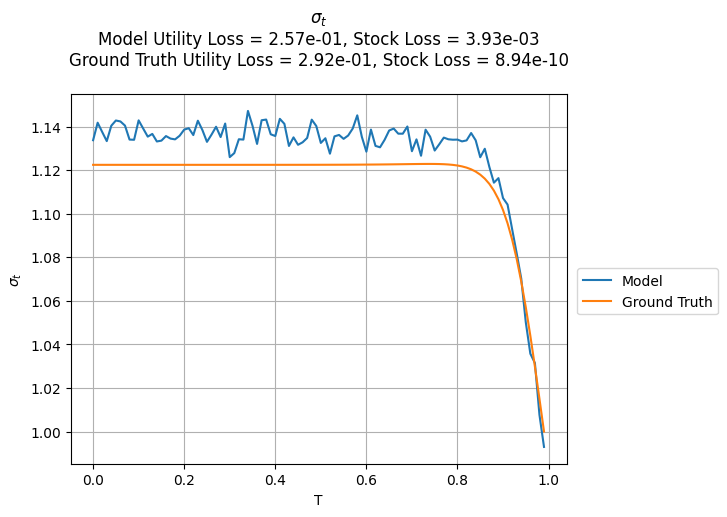 σₜ
Model Utility Loss = 2.57e-01, Stock Loss = 3.93e-03
Ground Truth Utility Loss = 2.92e-01, Stock Loss = 8.94e-10
1.14
1.12
1.10
1.08
1.06
1.04
1.02
1.00
σₜ
0.0 0.2 0.4 0.6 0.8 1.0
T
Model
Ground Truth